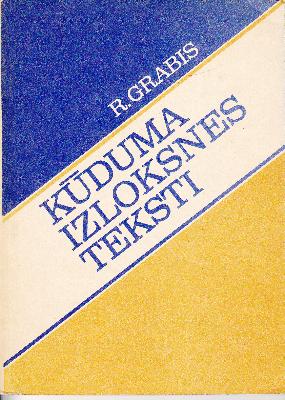 R. GRABIS
KŪDUMA
IZLOKSNES
TEKSTI